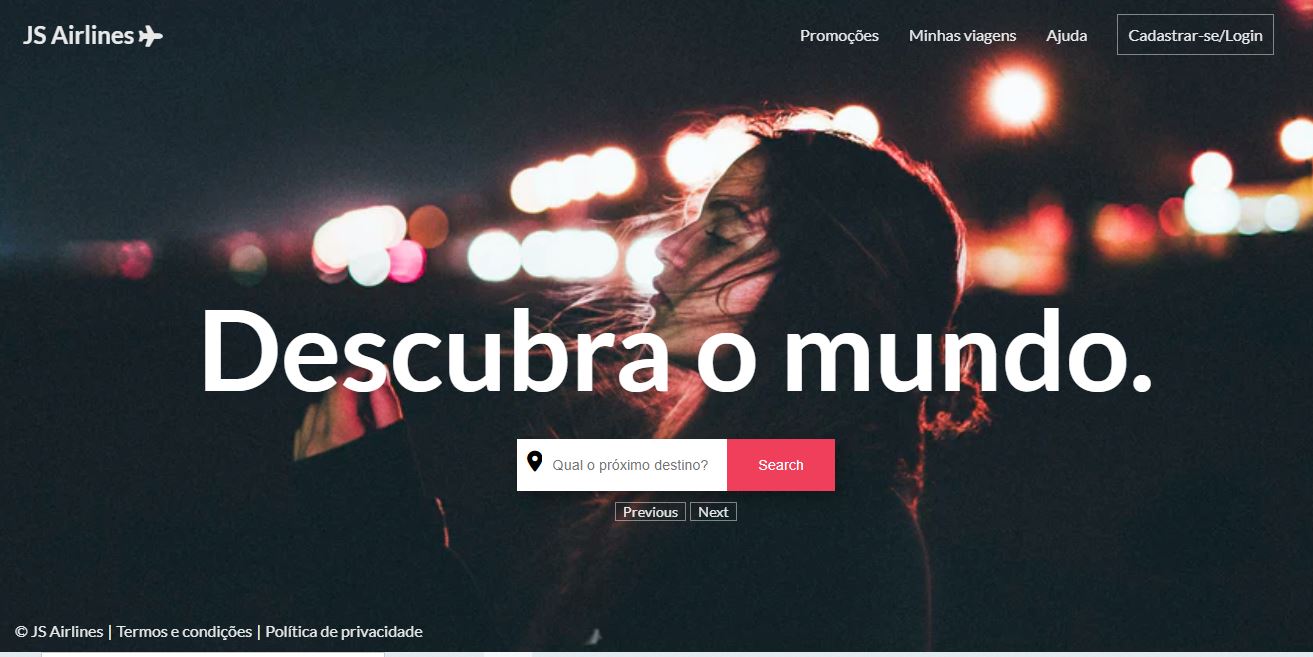 JS Airlines
Promoções Minhas viagens Ajuda Cadastrar-se/Login
Descubra o mundo.
Qual o próximo destino? Search
Previous Next
© JS Airlines | Termos e condições | Política de privacidade